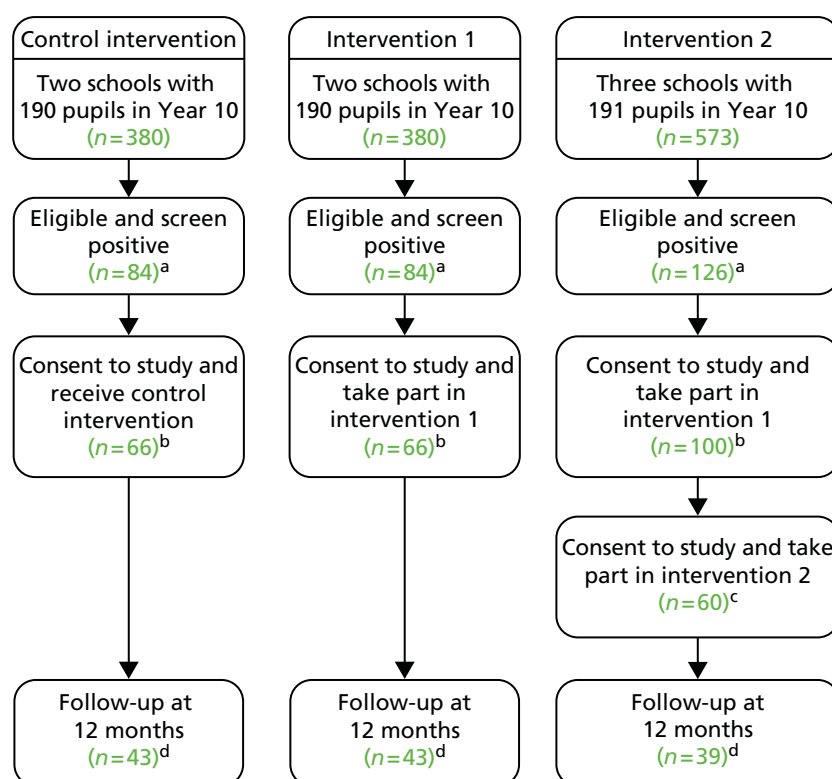 Control intervention
Two schools with
190 pupils in Year 10
(n=380)
Eligible and screen
positive
(n=84)a
Consent to study and
receive control
intervention
(n=66)b
Follow-up at
12 months
(n=43)d
Intervention 1
Two schools with
190 pupils in Year 10
(n=380)
Eligible and screen
positive
(n=84)a
Consent to study and
take part in
intervention 1
(n=66)b
Follow-up at
12 months
(n=43)d
Intervention 2
Three schools with
191 pupils in Year 10
(n=573)
Eligible and screen
positive
(n=126)a
Consent to study and
take part in
intervention 1
(n=100)b
Consent to study and take
part in intervention 2
(n=60)c
Follow-up at
12 months
(n=39)d